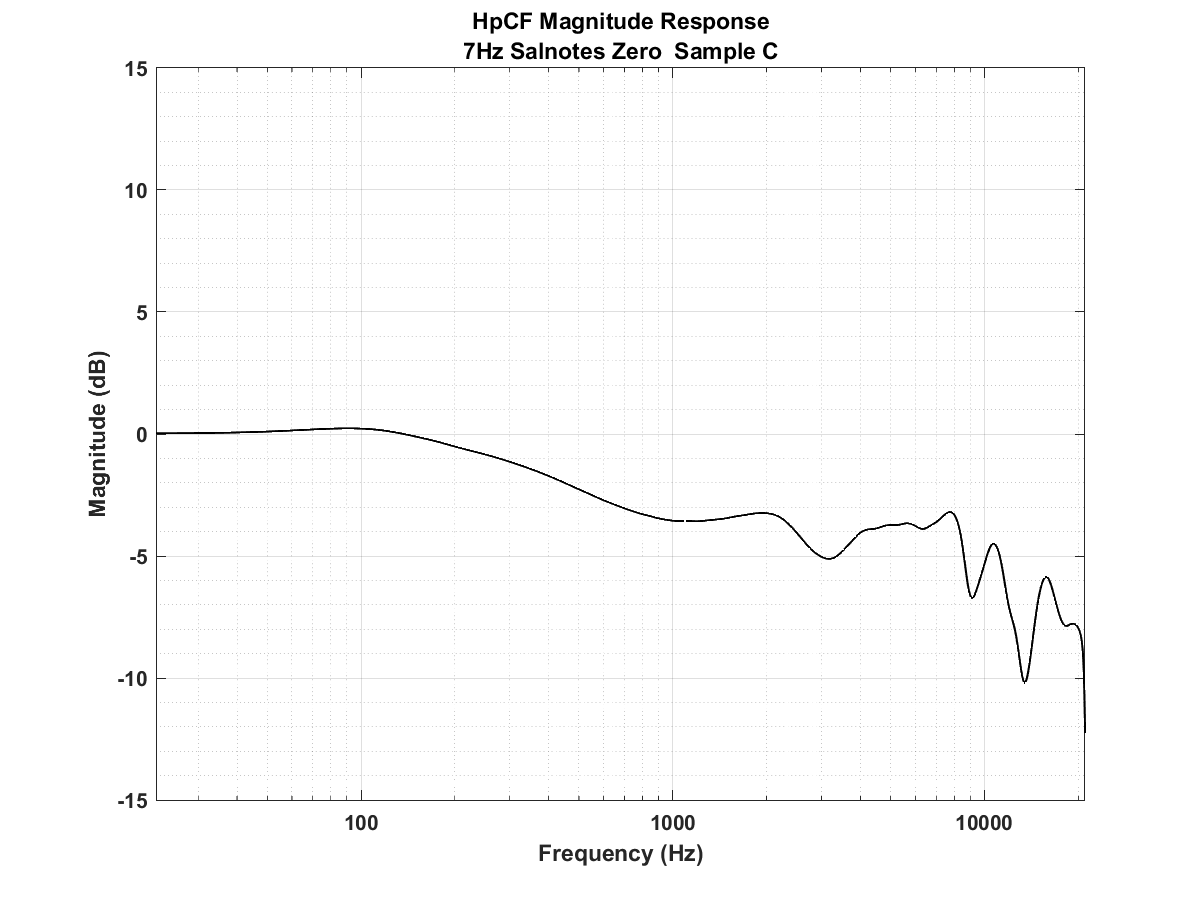 HpCF Magnitude Response
7Hz Salnotes Zero  Sample C
15
10
5
0
-5
-10
-15
Magnitude (dB)
100
1000
10000
Frequency (Hz)